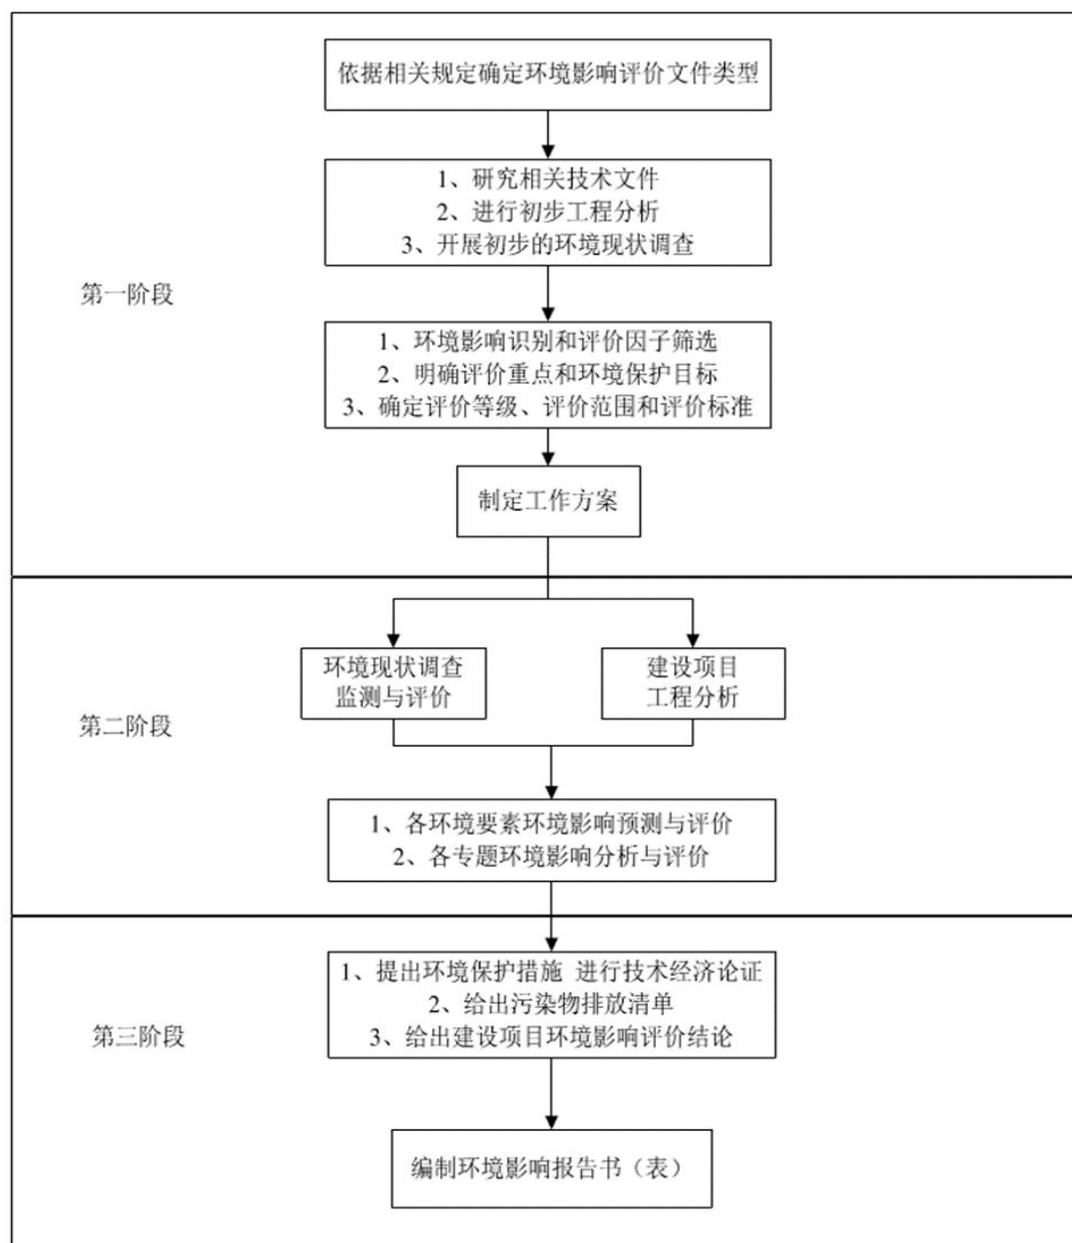 依据相关规定确定环境影响评价文件类型
1、研究相关技术文件
2、进行初步工程分析
3、开展初步的环境现状调查
第一阶段
1、环境影响识别和评价因子筛选
2、明确评价重点和环境保护目标
3、确定评价等级、评价范围和评价标准
制定工作方案
环境现状调查
监测与评价
建设项目
工程分析
第二阶段
1、各环境要素环境影响预测与评价
2、各专题环境影响分析与评价
1、提出环境保护措施 进行技术经济论证
2、给出污染物排放清单
3、给出建设项目环境影响评价结论
第三阶段
编制环境影响报告书（表）